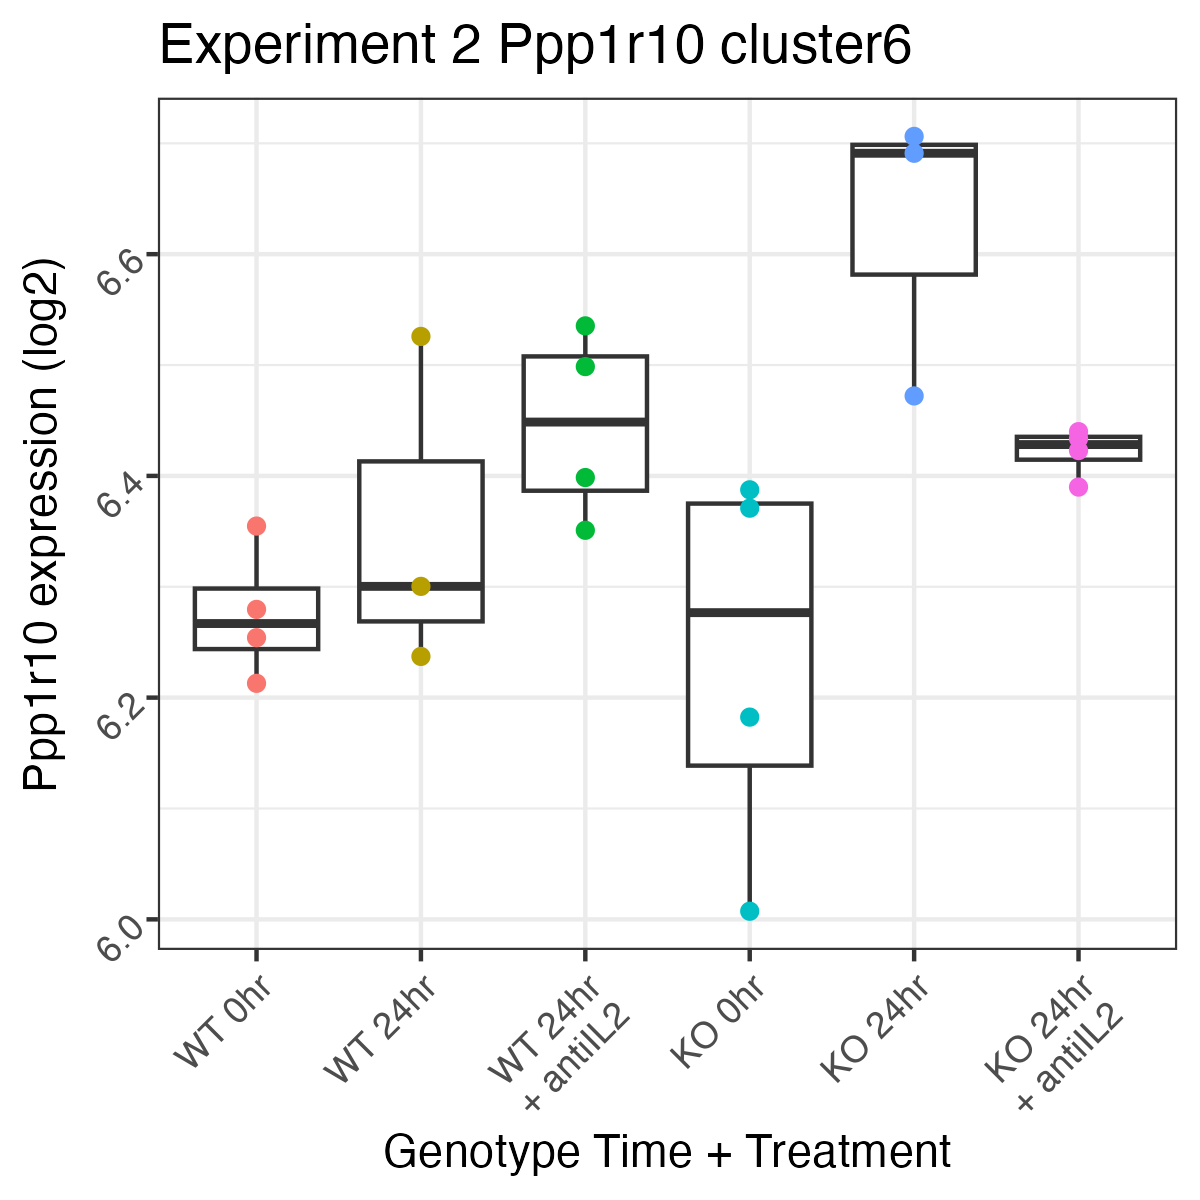 Experiment 2 Ppp1r10 cluster6
Ppp1r10 expression (log2)
6.6
6.4
6.2
6.0
WT 0hr
WT 24hr
WT 24hr
+ antiIL2
KO 0hr
KO 24hr
KO 24hr
+ antiIL2
Genotype Time + Treatment